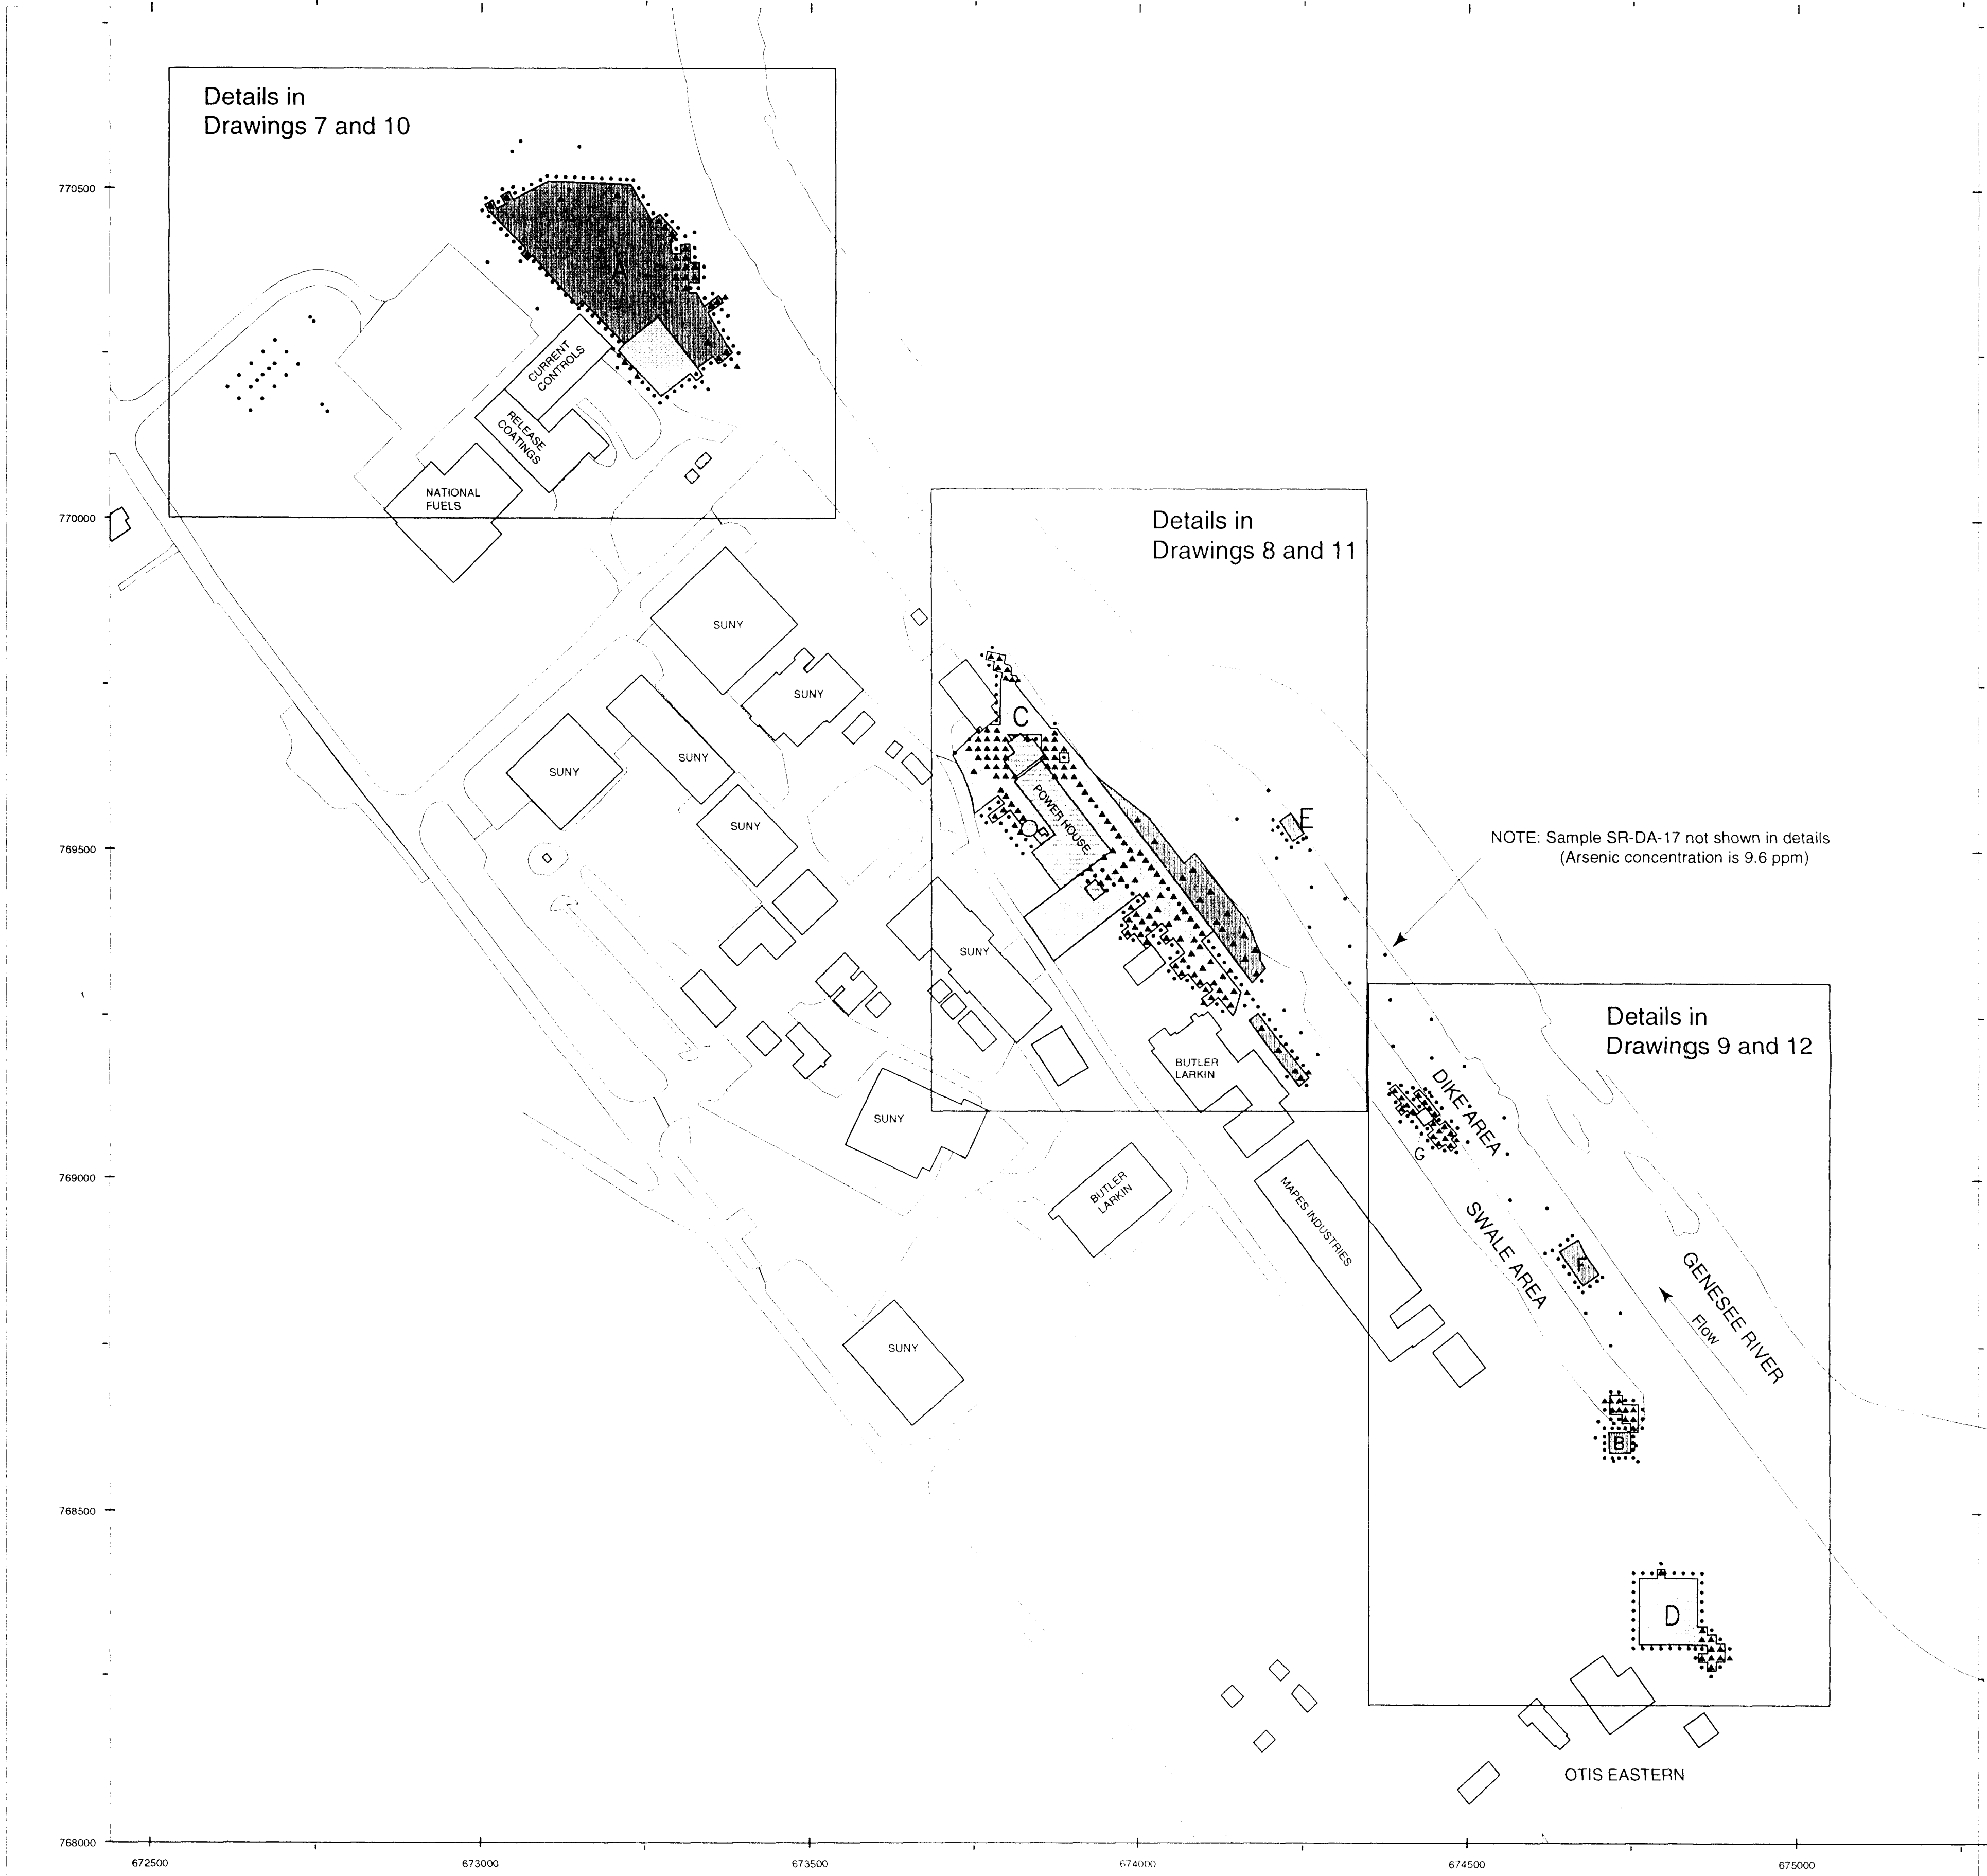 Details in
Drawings 7 and 10
770500
A
CURRENT
CONTROLS
RELEASE
COATINGS
NATIONAL
FUELS
770000
Details in
Drawings 8 and 11
SUNY
SUNY
C
SUNY
SUNY
POWER HOUSE
E
SUNY
769500
NOTE: Sample SR-DA-17 not shown in details
(Arsenic concentration is 9.6 ppm)
SUNY
Details in
Drawings 9 and 12
BUTLER
LARKIN
DIKE AREA
SUNY
G
769000
BUTLER
LARKIN
MAPES INDUSTRIES
SWALE AREA
F
GENESEE RIVER
Flow
SUNY
B
768500
D
OTIS EASTERN
768000
672500
673000
673500
674000
674500
675000